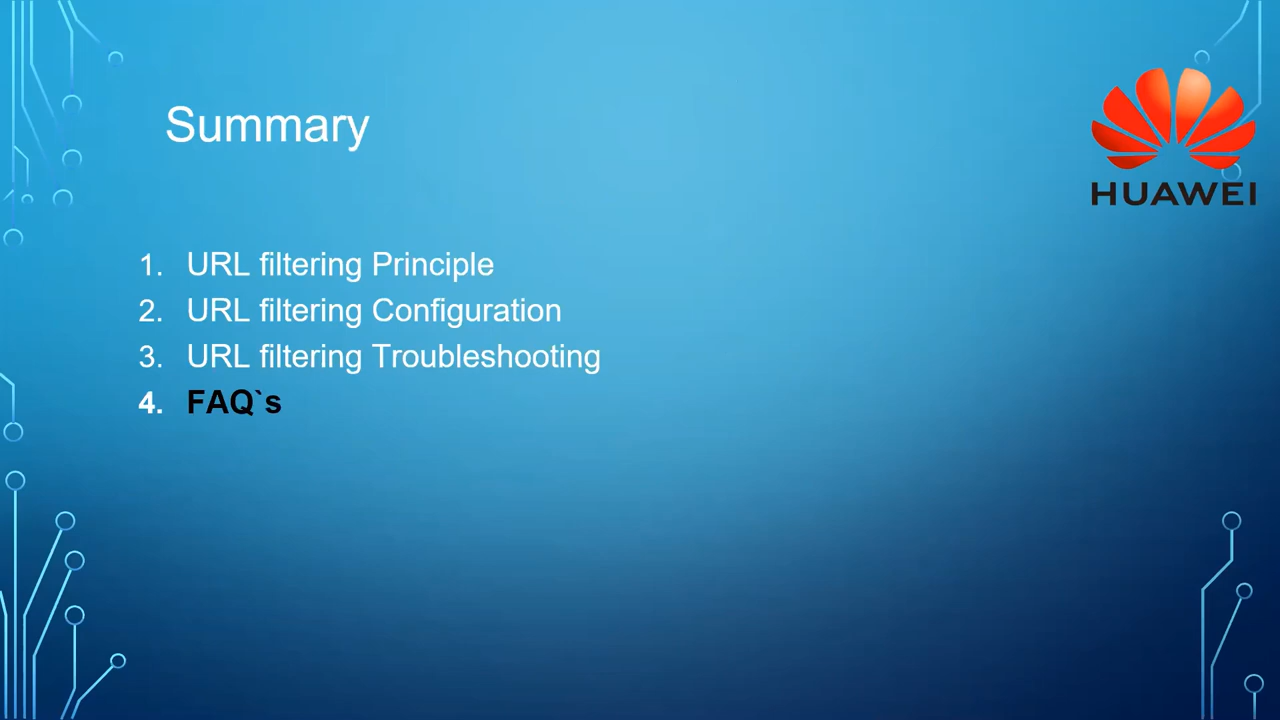 Summary
HUAWEI
1. URL filtering Principle
2. URL filtering Configuration
3. URL filtering Troubleshooting
4. FAQ`s